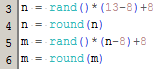 3 n = rand()*(13-8)+8
4 n = round(n)
5 m = rand()*(n-8)+8
6 m = round(m)